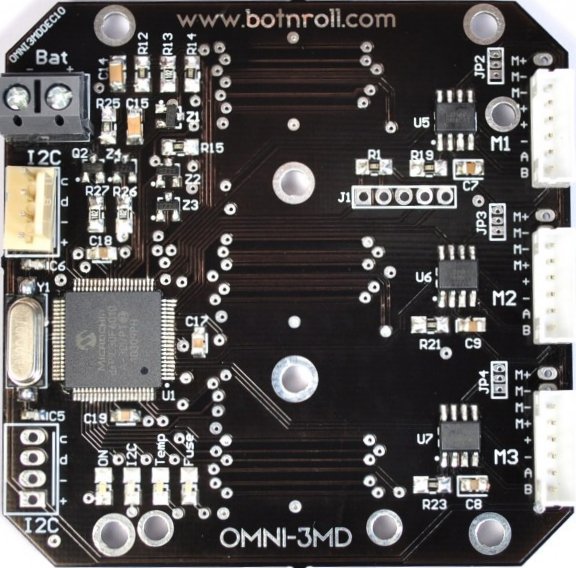 www.botnroll.com
OMNI3MDDEC10
Bat
C14
R12
R13
R14
JP2
M+
M-
M+
-
+
-
A
B
R25
C15
Z1
U5
M1
I2C
Q2
Z4
R15
R1
R19
C7
c
d
-
+
R27
R26
Z2
Z3
J1
JP3
M+
M-
M+
M-
+
-
A
B
C18
C6
U6
M2
Y1
MICROCHIP
C17
R21
C9
U1
JP4
M+
M-
M+
M-
+
-
A
B
C5
C19
U7
M3
c
d
-
+
ON
I2C
Temp
Fuse
R23
C8
I2C
OMNI-3MD